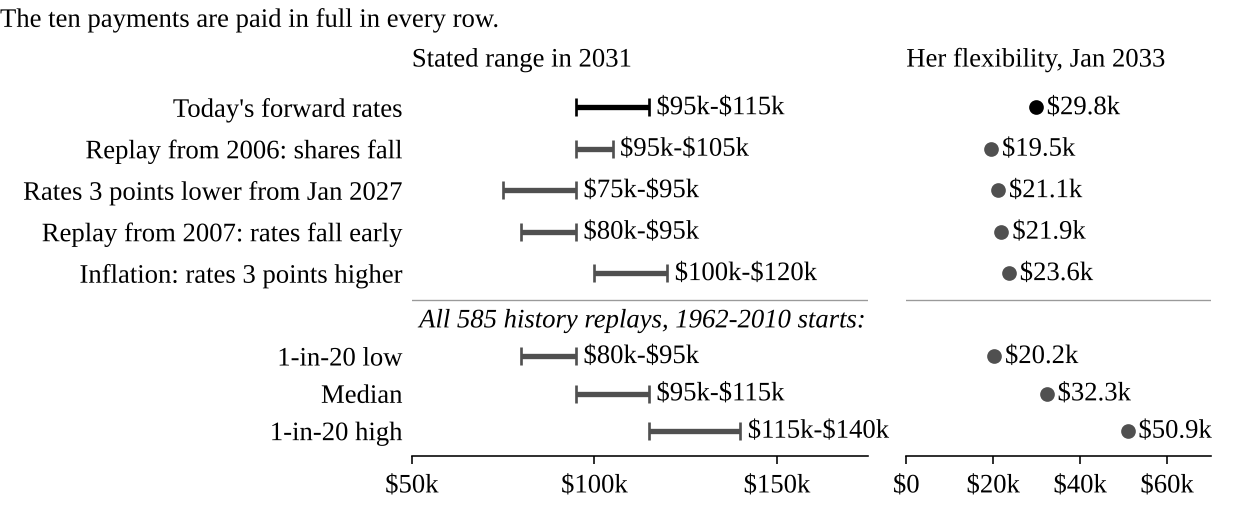 The ten payments are paid in full in every row.
Stated range in 2031 Her flexibility, Jan 2033
Today's forward rates $95k-$115k $29.8k
Replay from 2006: shares fall $95k-$105k $19.5k
Rates 3 points lower from Jan 2027 $75k-$95k $21.1k
Replay from 2007: rates fall early $80k-$95k $21.9k
Inflation: rates 3 points higher $100k-$120k $23.6k
All 585 history replays, 1962-2010 starts:
1-in-20 low $80k-$95k $20.2k
Median $95k-$115k $32.3k
1-in-20 high $115k-$140k $50.9k
$50k $100k $150k $0 $20k $40k $60k